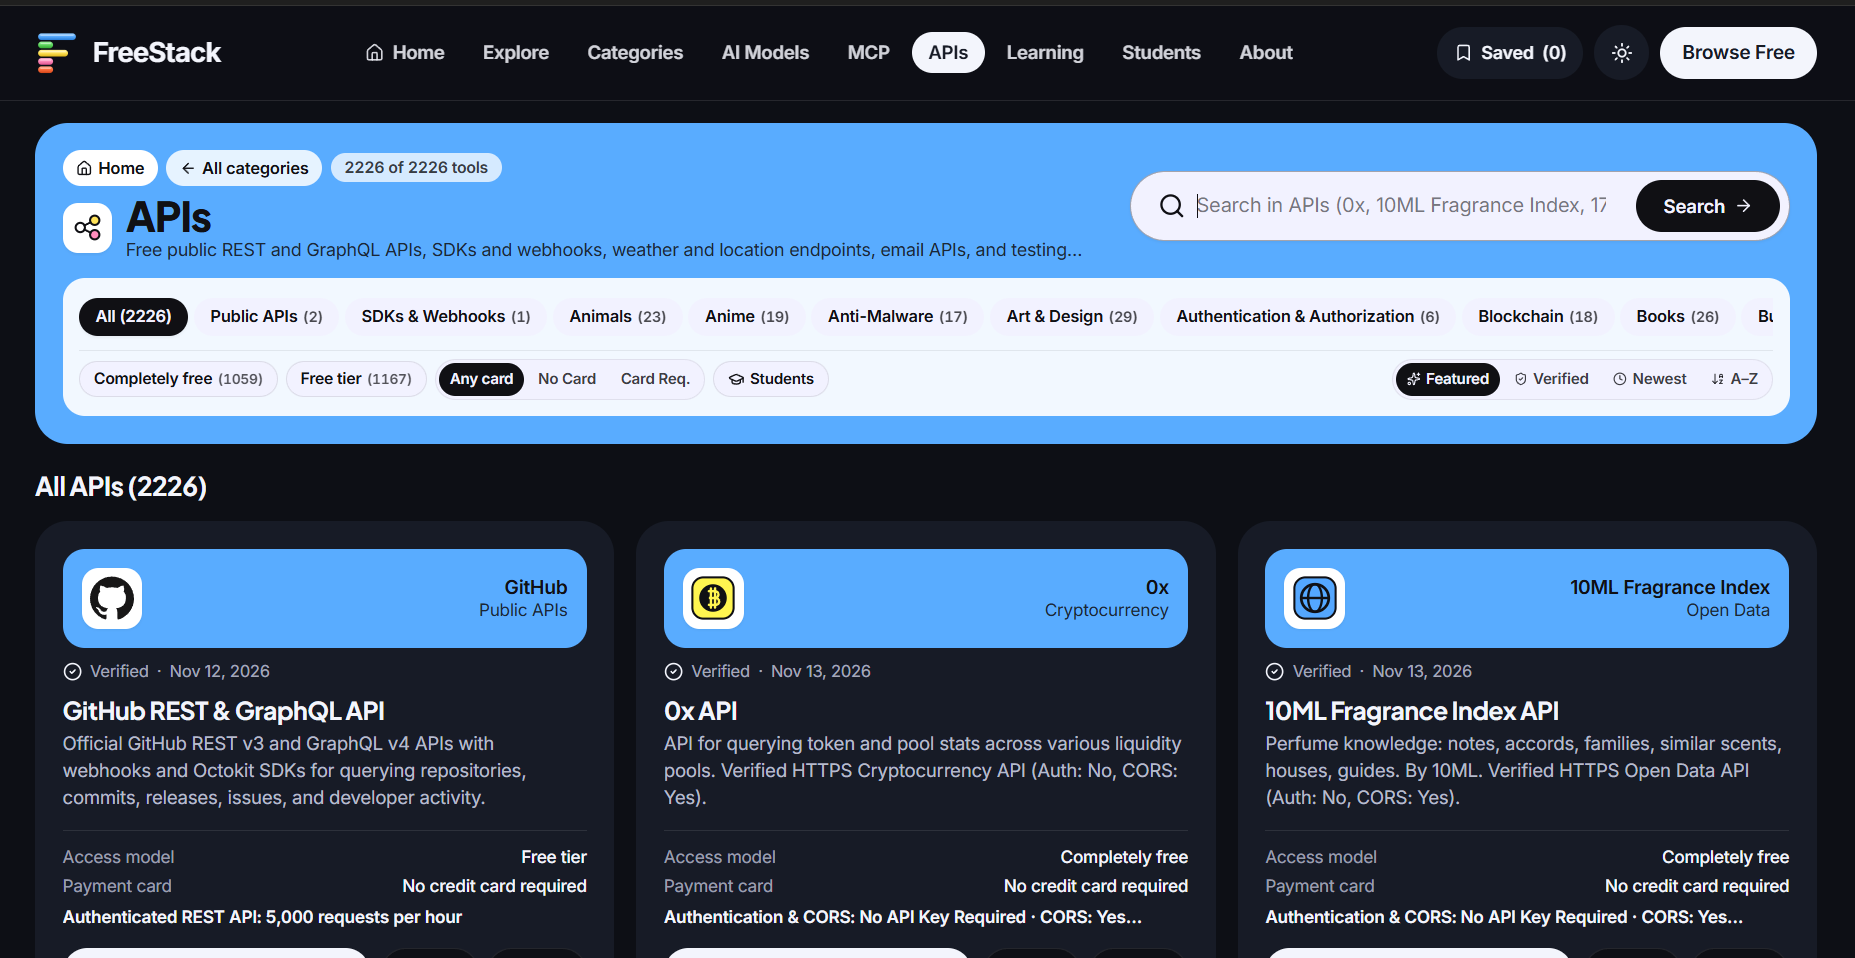 FreeStack
Home
Explore
Categories
AI Models
MCP
APIs
Learning
Students
About
Saved (0)
Browse Free
Home
All categories
2226 of 2226 tools
APIs
Free public REST and GraphQL APIs, SDKs and webhooks, weather and location endpoints, email APIs, and testing...
Search in APIs (0x, 10ML Fragrance Index, 17
Search
All (2226)
Public APIs (2)
SDKs & Webhooks (1)
Animals (23)
Anime (19)
Anti-Malware (17)
Art & Design (29)
Authentication & Authorization (6)
Blockchain (18)
Books (26)
Completely free (1059)
Free tier (1167)
Any card
No Card
Card Req.
Students
Featured
Verified
Newest
A–Z
All APIs (2226)
GitHub
Public APIs
Verified · Nov 12, 2026
GitHub REST & GraphQL API
Official GitHub REST v3 and GraphQL v4 APIs with
webhooks and Octokit SDKs for querying repositories,
commits, releases, issues, and developer activity.
Access model Free tier
Payment card No credit card required
Authenticated REST API: 5,000 requests per hour
0x
Cryptocurrency
Verified · Nov 13, 2026
0x API
API for querying token and pool stats across various liquidity
pools. Verified HTTPS Cryptocurrency API (Auth: No, CORS:
Yes).
Access model Completely free
Payment card No credit card required
Authentication & CORS: No API Key Required · CORS: Yes...
10ML Fragrance Index
Open Data
Verified · Nov 13, 2026
10ML Fragrance Index API
Perfume knowledge: notes, accords, families, similar scents,
houses, guides. By 10ML. Verified HTTPS Open Data API
(Auth: No, CORS: Yes).
Access model Completely free
Payment card No credit card required
Authentication & CORS: No API Key Required · CORS: Yes...